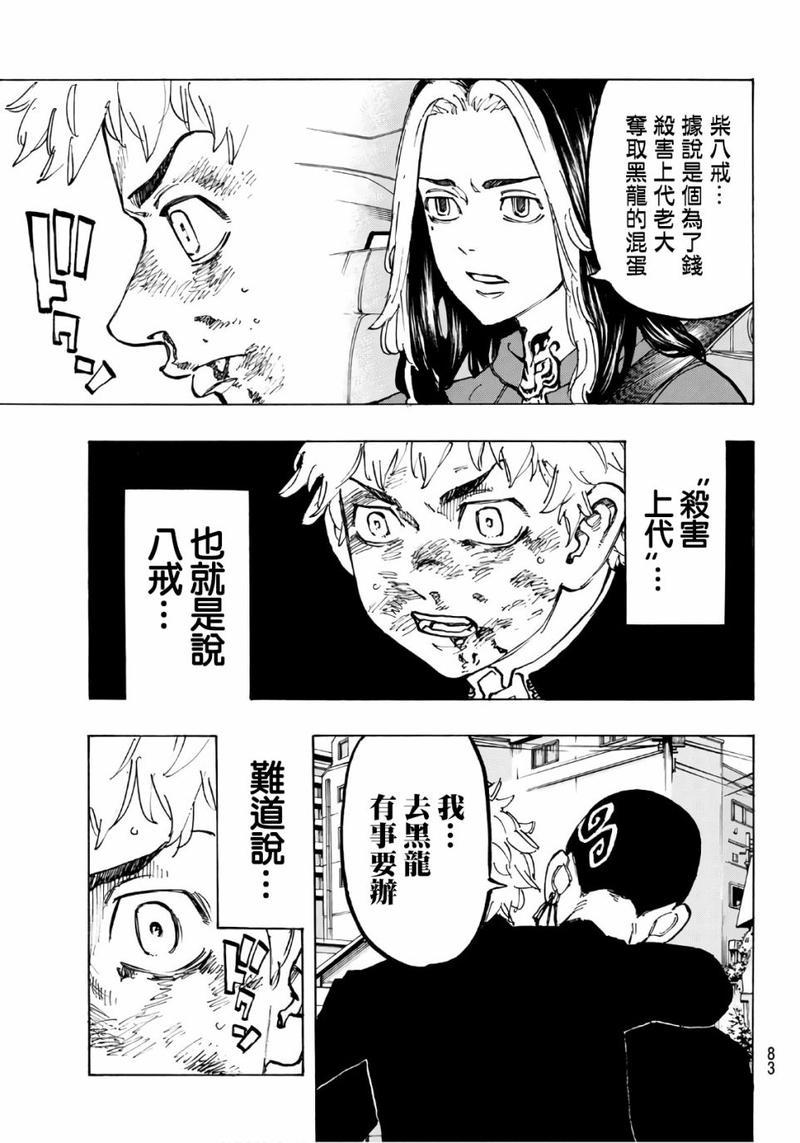 柴八戒…
據說是個為了錢
殺害上代老大
奪取黑龍的混蛋
ドクン
“殺害
上代”…
也就是說
八戒…
我…
去黑龍
有事要辦
難道說…
ドクン
83